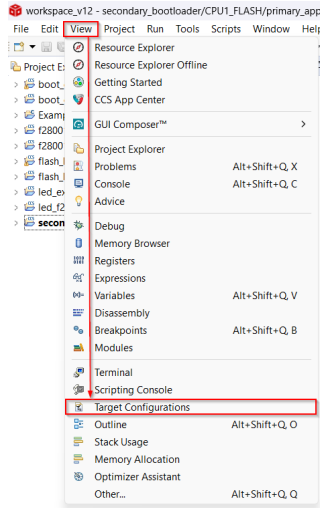 workspace_v12 - secondary_bootloader/CPU1_FLASH/primary_app
File Edit View Project Run Tools Scripts Window Help
Project Ex
boot_
boot_
Examp
f2800
f2800
flash_l
flash_l
led_ex
led_f2
secon
Resource Explorer
Resource Explorer Offline
Getting Started
CCS App Center
GUI Composer™
Project Explorer
Problems Alt+Shift+Q, X
Console Alt+Shift+Q, C
Advice
Debug
Memory Browser
Registers
Expressions
Variables Alt+Shift+Q, V
Disassembly
Breakpoints Alt+Shift+Q, B
Modules
Terminal
Scripting Console
Target Configurations
Outline Alt+Shift+Q, O
Stack Usage
Memory Allocation
Optimizer Assistant
Other... Alt+Shift+Q, Q